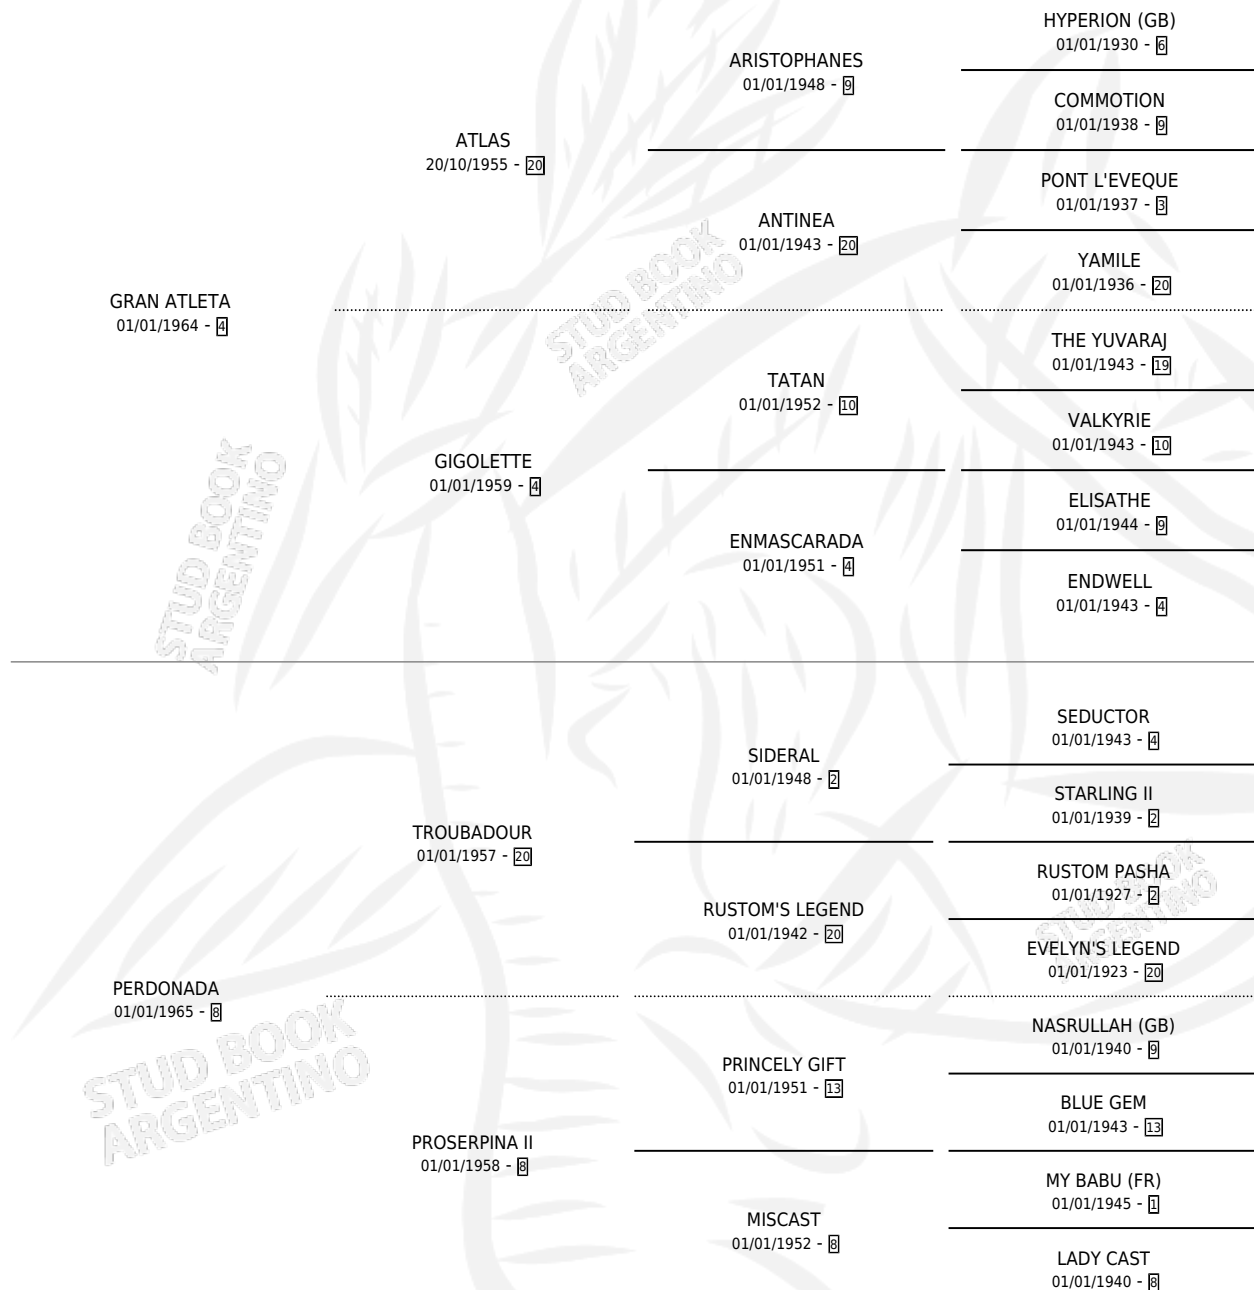 HYPERION (GB)
01/01/1930 - 6
ARISTOPHANES
01/01/1948 - 9
COMMOTION
01/01/1938 - 9
ATLAS
20/10/1955 - 20
PONT L'EVEQUE
01/01/1937 - 3
ANTINEA
01/01/1943 - 20
YAMILE
01/01/1936 - 20
GRAN ATLETA
01/01/1964 - 4
THE YUVARAJ
01/01/1943 - 19
TATAN
01/01/1952 - 10
VALKYRIE
01/01/1943 - 10
GIGOLETTE
01/01/1959 - 4
ELISATHE
01/01/1944 - 9
ENMASCARADA
01/01/1951 - 4
ENDWELL
01/01/1943 - 4
SEDUCTOR
01/01/1943 - 4
SIDERAL
01/01/1948 - 2
STARLING II
01/01/1939 - 2
TROUBADOUR
01/01/1957 - 20
RUSTOM PASHA
01/01/1927 - 2
RUSTOM'S LEGEND
01/01/1942 - 20
EVELYN'S LEGEND
01/01/1923 - 20
PERDONADA
01/01/1965 - 8
NASRULLAH (GB)
01/01/1940 - 9
PRINCELY GIFT
01/01/1951 - 13
BLUE GEM
01/01/1943 - 13
PROSERPINA II
01/01/1958 - 8
MY BABU (FR)
01/01/1945 - 1
MISCAST
01/01/1952 - 8
LADY CAST
01/01/1940 - 8
STUD BOOK
ARGENTINO
STUD BOOK
ARGENTINO
STUD BOOK
ARGENTINO
STUD BOOK
ARGENTINO